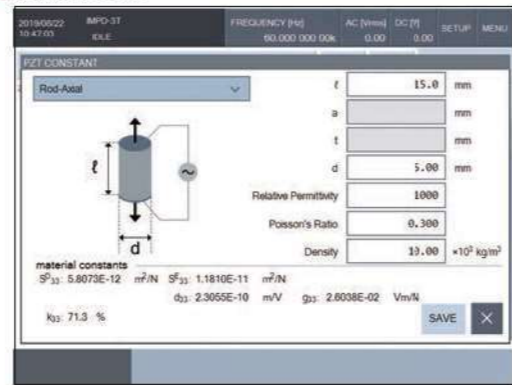 2019/08/22 IMPD-3T FREQUENCY [Hz] AC [Vrms] DC [?] SETUP MENU
10:47:03 IDLE 60.000 000 00k 0.00 0.00
PZT CONSTANT
Rod-Axial
ℓ 15.0 mm
a mm
t mm
d 5.00 mm
Relative Permittivity 1000
Poisson's Ratio 0.300
Density 10.00 ×10³ kg/m³
ℓ
d
material constants
Sᴰ₃₃: 5.8073E-12 m²/N Sᴱ₃₃: 1.1810E-11 m²/N
d₃₃: 2.3055E-10 m/V g₃₃: 2.6038E-02 Vm/N
k₃₃: 71.3 %
SAVE ×